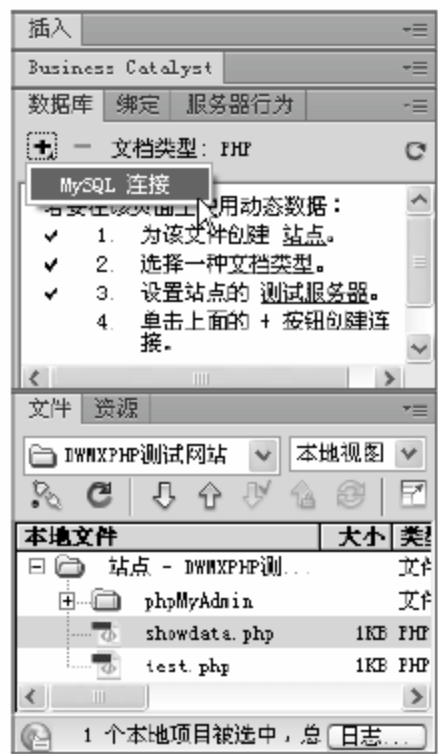 插入
Business Catalyst
数据库 绑定 服务器行为
文档类型: PHP
MySQL 连接
若要在该页面上使用动态数据：
✔ 1. 为该文件创建 站点。
✔ 2. 选择一种文档类型。
✔ 3. 设置站点的 测试服务器。
4. 单击上面的 + 按钮创建连
接。
文件 资源
DWMXPHP测试网站 本地视图
本地文件 大小 类型
站点 - DWMXPHP测... 文件
phpMyAdmin 文件
showdata.php 1KB PHP
test.php 1KB PHP
1 个本地项目被选中，总 日志...